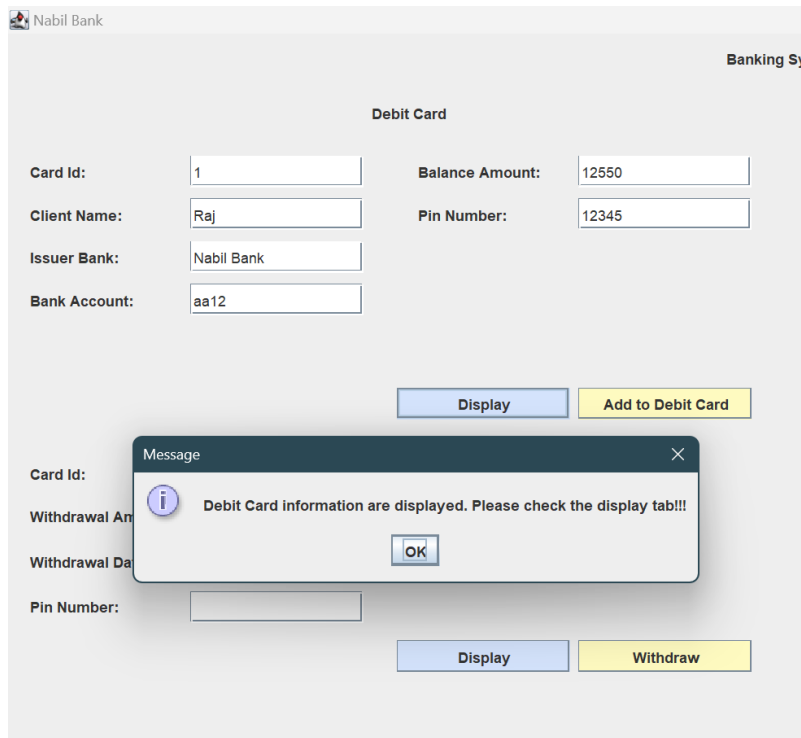 Nabil Bank
Banking Sy
Debit Card
Card Id: 1 Balance Amount: 12550
Client Name: Raj Pin Number: 12345
Issuer Bank: Nabil Bank
Bank Account: aa12
Display Add to Debit Card
Message
Card Id:
Debit Card information are displayed. Please check the display tab!!!
Withdrawal Am
OK
Withdrawal Da
Pin Number:
Display Withdraw